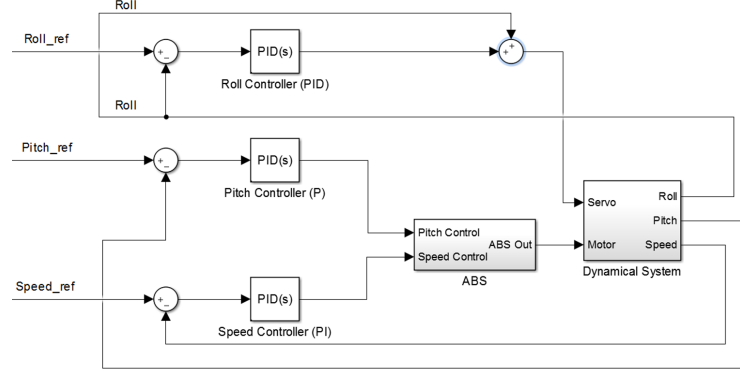 Roll
Roll_ref
+
-
PID(s)
+
+
Roll Controller (PID)
Roll
Pitch_ref
+
-
PID(s)
Pitch Controller (P)
Servo
Roll
Pitch
Motor
Speed
Dynamical System
Pitch Control
Speed Control
ABS Out
ABS
Speed_ref
+
-
PID(s)
Speed Controller (PI)